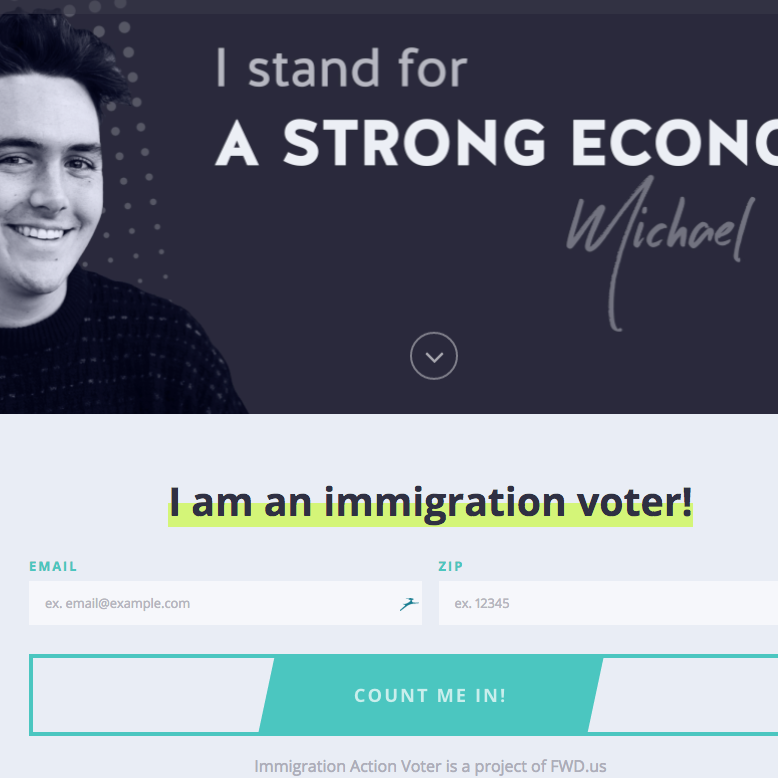 I stand for
A STRONG ECONO
Michael
I am an immigration voter!
EMAIL
ZIP
ex. email@example.com
ex. 12345
COUNT ME IN!
Immigration Action Voter is a project of FWD.us